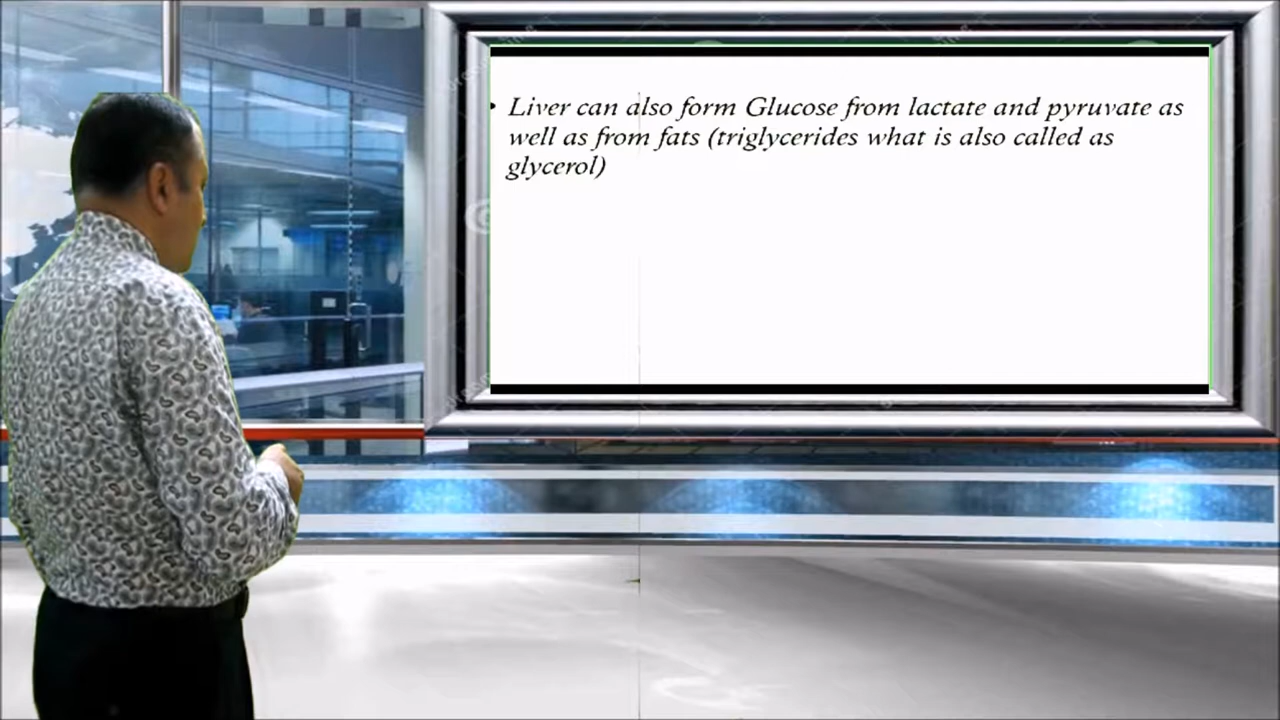 • Liver can also form Glucose from lactate and pyruvate as
well as from fats (triglycerides what is also called as
glycerol)